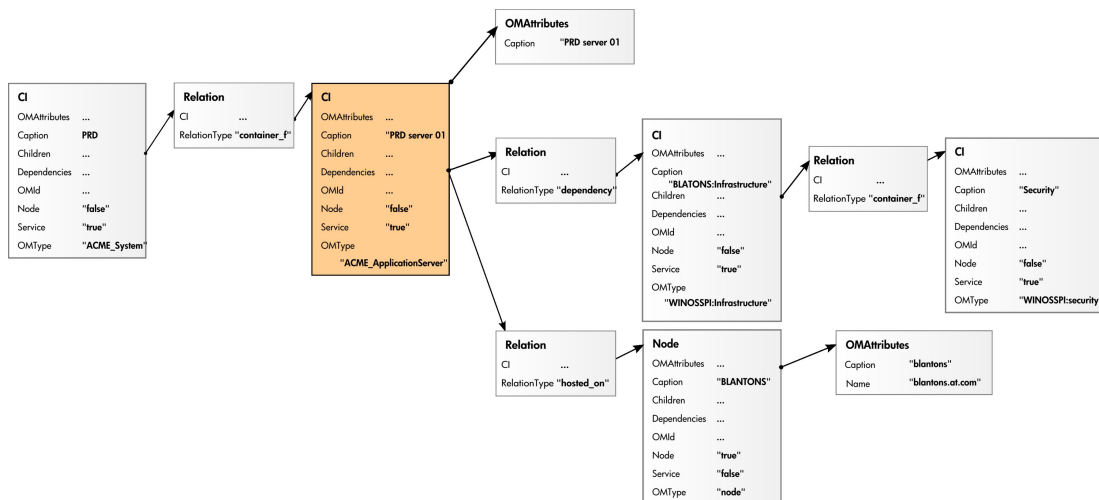 OMAttributes
Caption "PRD server 01
CI
OMAttributes ...
Caption PRD
Children ...
Dependencies ...
OMId ...
Node "false"
Service "true"
OMType "ACME_System"
Relation
CI ...
RelationType "container_f"
CI
OMAttributes ...
Caption "PRD server 01
Children ...
Dependencies ...
OMId ...
Node "false"
Service "true"
OMType
"ACME_ApplicationServer"
Relation
CI ...
RelationType "dependency"
CI
OMAttributes ...
Caption
"BLATONS:Infrastructure"
Children ...
Dependencies ...
OMId ...
Node "false"
Service "true"
OMType
"WINOSSPI:Infrastructure"
Relation
CI ...
RelationType "container_f"
CI
OMAttributes ...
Caption "Security"
Children ...
Dependencies ...
OMId ...
Node "false"
Service "true"
OMType "WINOSSPI:security
Relation
CI ...
RelationType "hosted_on"
Node
OMAttributes ...
Caption "BLANTONS"
Children ...
Dependencies ...
OMId ...
Node "true"
Service "false"
OMType "node"
OMAttributes
Caption "blantons"
Name "blantons.at.com"